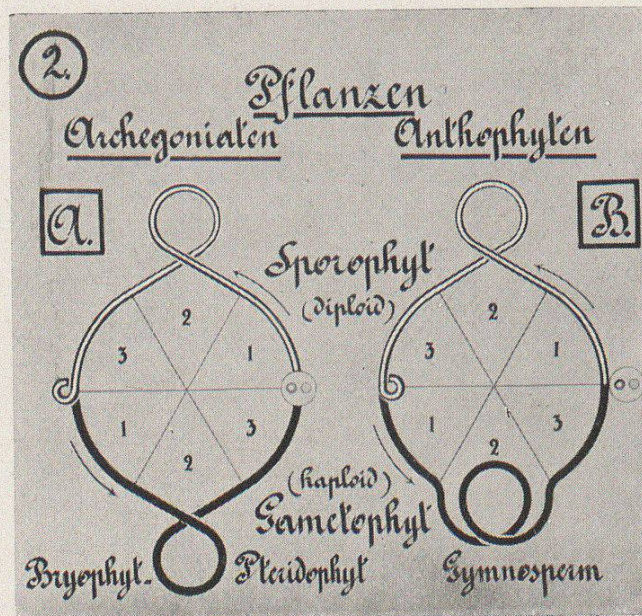 2.
Pflanzen
Archegoniaten Anthophyten
A. B.
Sporophyt
(diploid)
2 2
3 1 3 1
1 3 1 3
2 2
(haploid)
Gametophyt
Bryophyt- Pteridophyt Gymnosperm